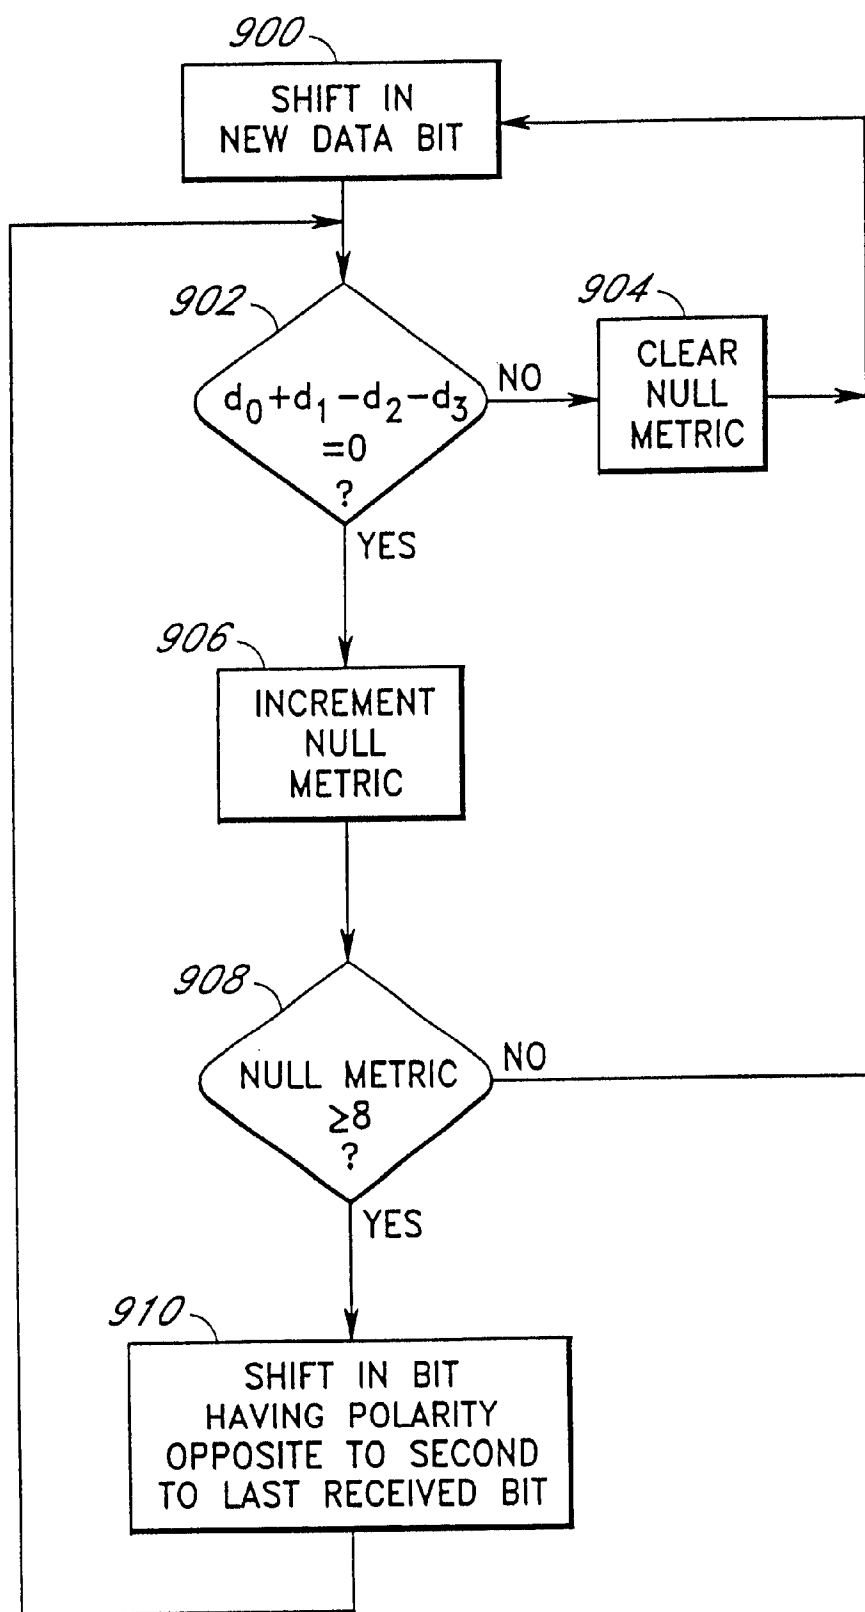 900
SHIFT IN
NEW DATA BIT
902
d₀+d₁−d₂−d₃
=0
?
NO
904
CLEAR
NULL
METRIC
YES
906
INCREMENT
NULL
METRIC
908
NULL METRIC
≥8
?
NO
YES
910
SHIFT IN BIT
HAVING POLARITY
OPPOSITE TO SECOND
TO LAST RECEIVED BIT